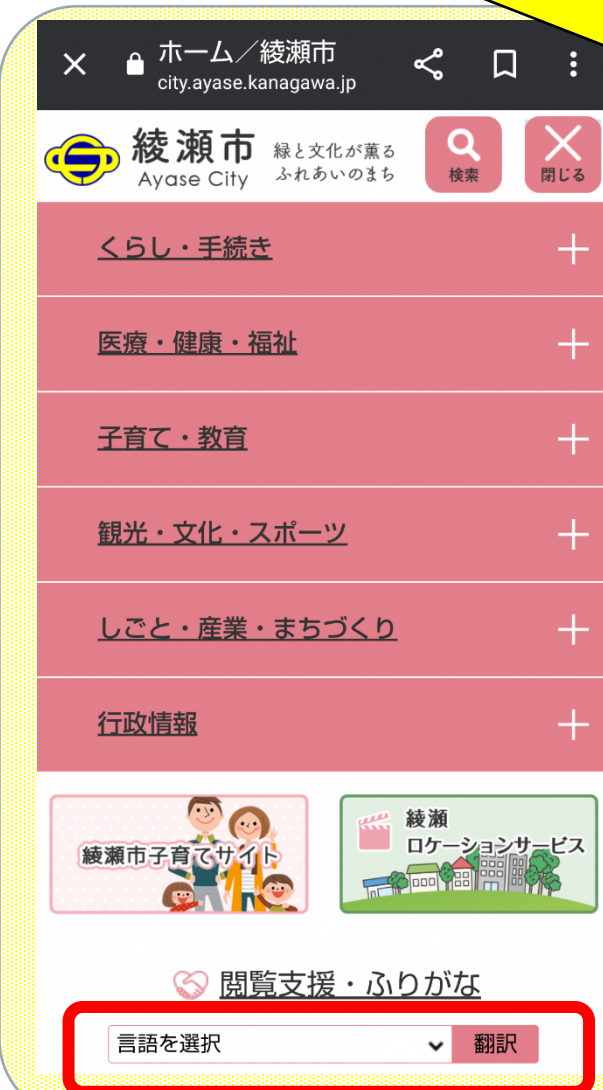 ホーム／綾瀬市
city.ayase.kanagawa.jp
綾瀬市
Ayase City
緑と文化が薫る
ふれあいのまち
検索
閉じる
くらし・手続き
医療・健康・福祉
子育て・教育
観光・文化・スポーツ
しごと・産業・まちづくり
行政情報
綾瀬市子育てサイト
綾瀬
ロケーションサービス
閲覧支援・ふりがな
言語を選択
翻訳